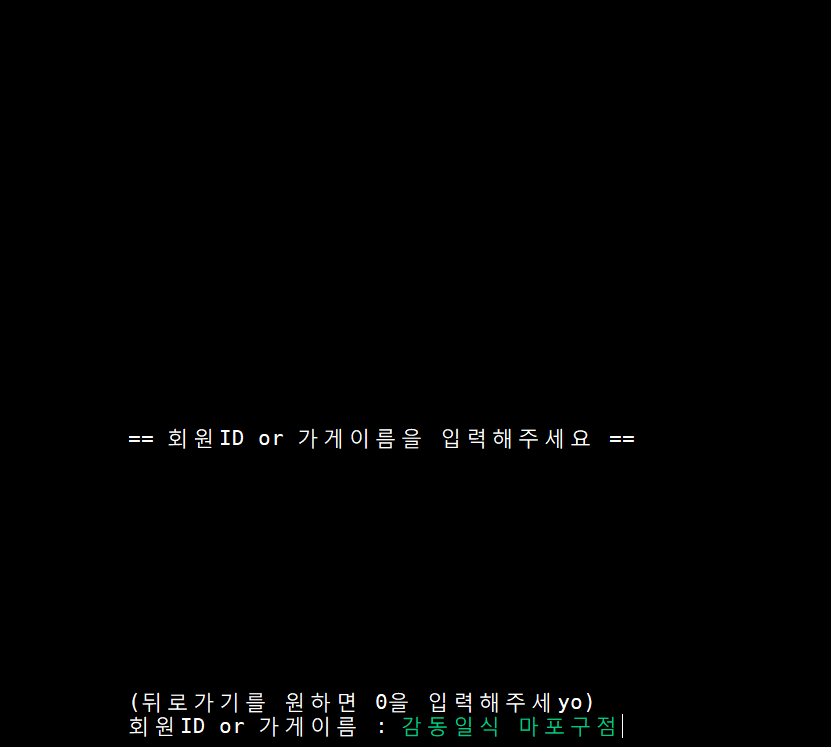 == 회원ID or 가게이름을 입력해주세요 ==
(뒤로가기를 원하면 0을 입력해주세yo)
회원ID or 가게이름 : 감동일식 마포구점